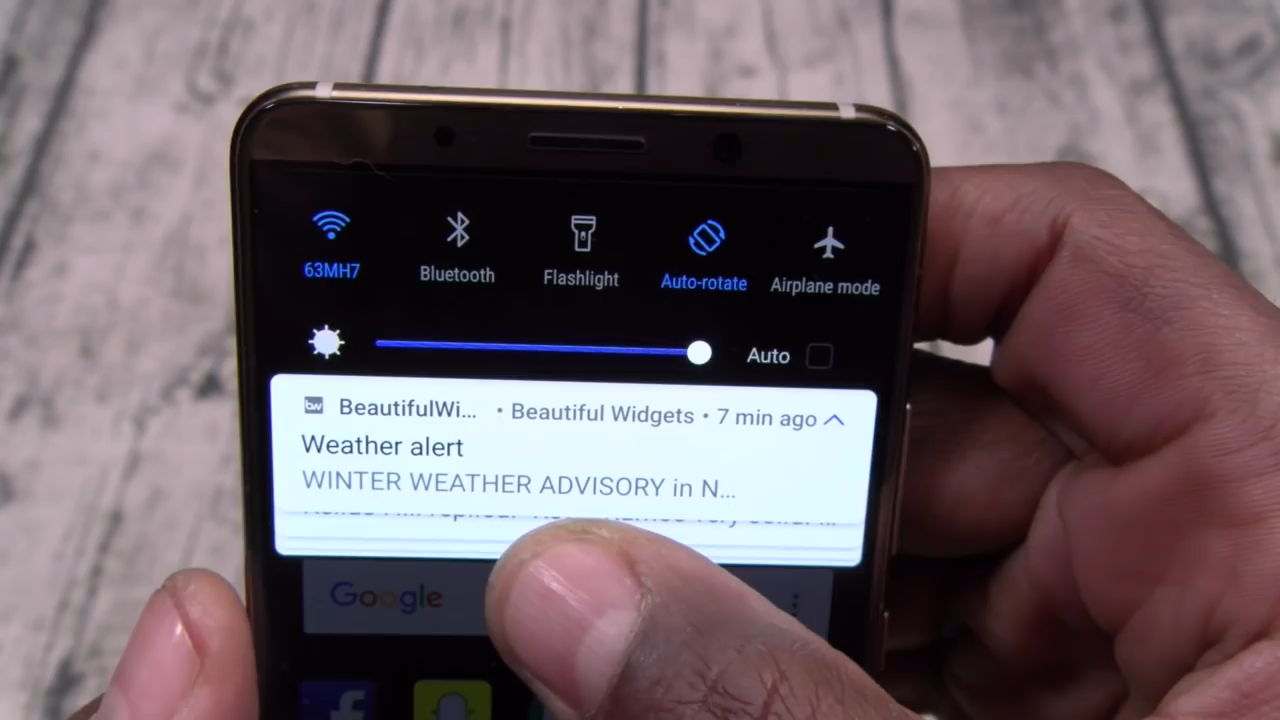 63MH7
Bluetooth
Flashlight
Auto-rotate
Airplane mode
Auto
bw BeautifulWi... • Beautiful Widgets • 7 min ago
Weather alert
WINTER WEATHER ADVISORY in N...
Google